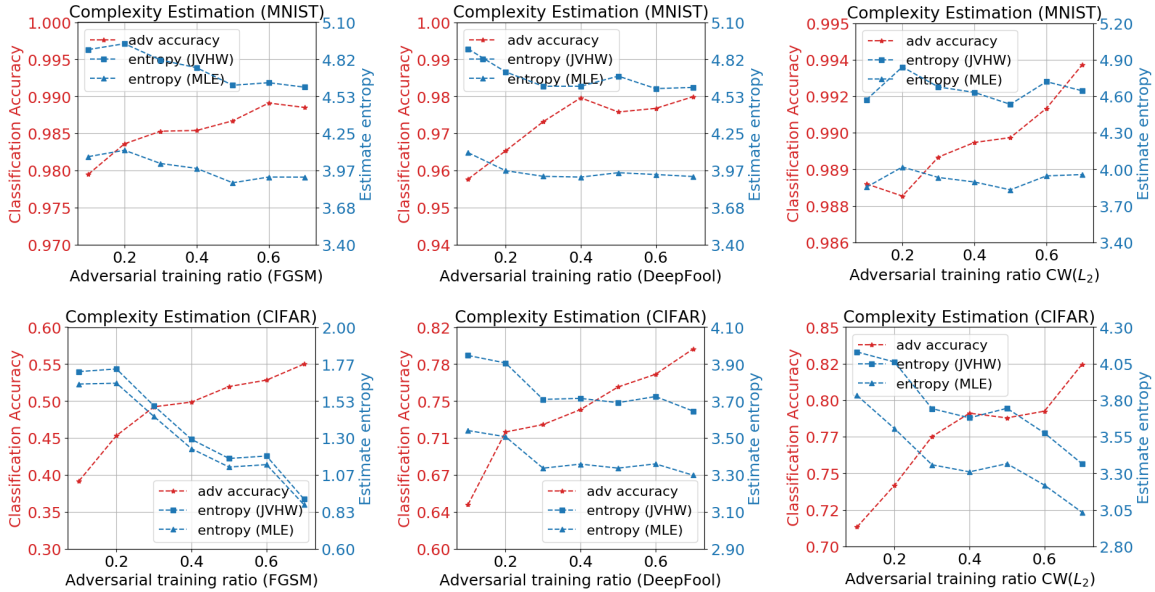 Complexity Estimation (MNIST)
Classification Accuracy
1.000
0.995
0.990
0.985
0.980
0.975
0.970
adv accuracy
entropy (JVHW)
entropy (MLE)
5.10
4.82
4.53
4.25
3.97
3.68
3.40
Estimate entropy
0.2
0.4
0.6
Adversarial training ratio (FGSM)
Complexity Estimation (MNIST)
Classification Accuracy
1.00
0.99
0.98
0.97
0.96
0.95
0.94
adv accuracy
entropy (JVHW)
entropy (MLE)
5.10
4.82
4.53
4.25
3.97
3.68
3.40
Estimate entropy
0.2
0.4
0.6
Adversarial training ratio (DeepFool)
Complexity Estimation (MNIST)
Classification Accuracy
0.995
0.994
0.992
0.990
0.989
0.988
0.986
adv accuracy
entropy (JVHW)
entropy (MLE)
5.20
4.90
4.60
4.30
4.00
3.70
3.40
Estimate entropy
0.2
0.4
0.6
Adversarial training ratio CW(L₂)
Complexity Estimation (CIFAR)
Classification Accuracy
0.60
0.55
0.50
0.45
0.40
0.35
0.30
adv accuracy
entropy (JVHW)
entropy (MLE)
2.00
1.77
1.53
1.30
1.07
0.83
0.60
Estimate entropy
0.2
0.4
0.6
Adversarial training ratio (FGSM)
Complexity Estimation (CIFAR)
Classification Accuracy
0.82
0.78
0.75
0.71
0.67
0.64
0.60
adv accuracy
entropy (JVHW)
entropy (MLE)
4.10
3.90
3.70
3.50
3.30
3.10
2.90
Estimate entropy
0.2
0.4
0.6
Adversarial training ratio (DeepFool)
Complexity Estimation (CIFAR)
Classification Accuracy
0.85
0.82
0.80
0.77
0.75
0.72
0.70
adv accuracy
entropy (JVHW)
entropy (MLE)
4.30
4.05
3.80
3.55
3.30
3.05
2.80
Estimate entropy
0.2
0.4
0.6
Adversarial training ratio CW(L₂)